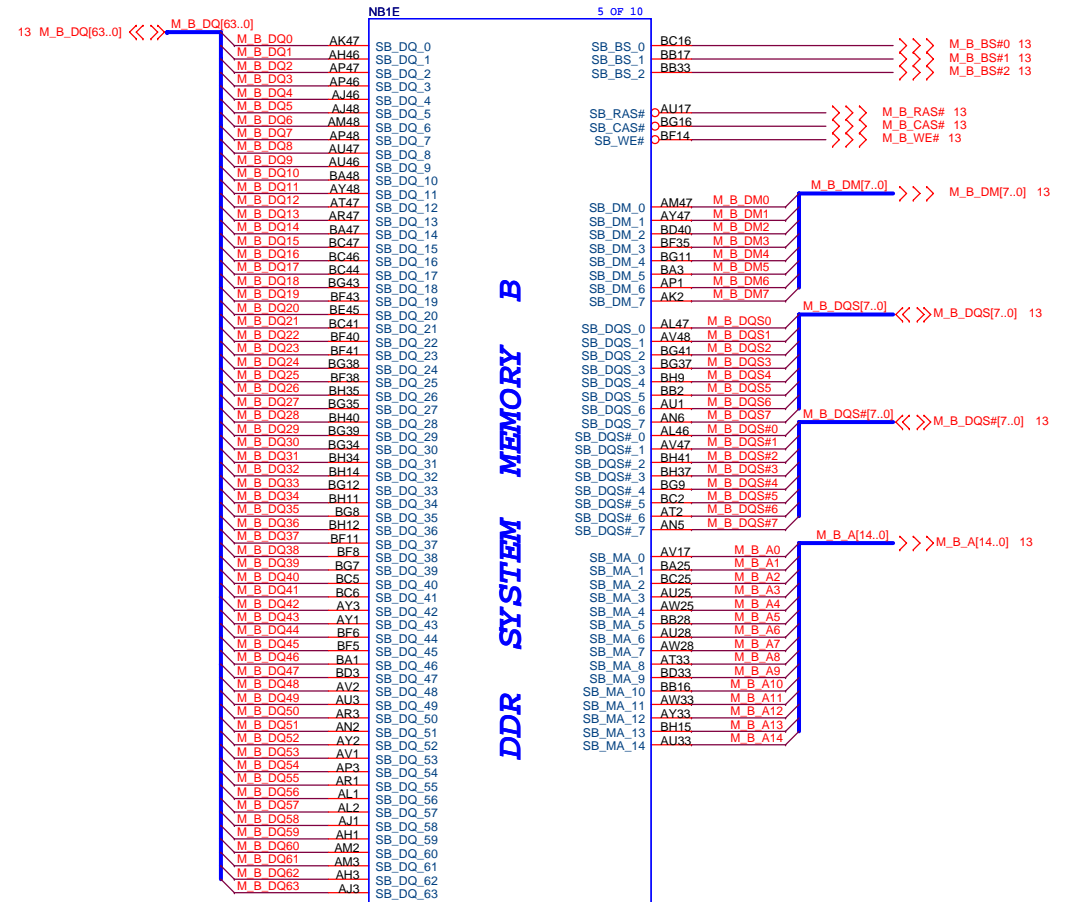 NB1E 5 OF 10
13 M_B_DQ[63..0] M_B_DQ[63..0]
M_B_DQ0 AK47 SB_DQ_0
M_B_DQ1 AH46 SB_DQ_1
M_B_DQ2 AP47 SB_DQ_2
M_B_DQ3 AP46 SB_DQ_3
M_B_DQ4 AJ46 SB_DQ_4
M_B_DQ5 AJ48 SB_DQ_5
M_B_DQ6 AM48 SB_DQ_6
M_B_DQ7 AP48 SB_DQ_7
M_B_DQ8 AU47 SB_DQ_8
M_B_DQ9 AU46 SB_DQ_9
M_B_DQ10 BA48 SB_DQ_10
M_B_DQ11 AY48 SB_DQ_11
M_B_DQ12 AT47 SB_DQ_12
M_B_DQ13 AR47 SB_DQ_13
M_B_DQ14 BA47 SB_DQ_14
M_B_DQ15 BC47 SB_DQ_15
M_B_DQ16 BC46 SB_DQ_16
M_B_DQ17 BC44 SB_DQ_17
M_B_DQ18 BG43 SB_DQ_18
M_B_DQ19 BF43 SB_DQ_19
M_B_DQ20 BE45 SB_DQ_20
M_B_DQ21 BC41 SB_DQ_21
M_B_DQ22 BF40 SB_DQ_22
M_B_DQ23 BF41 SB_DQ_23
M_B_DQ24 BG38 SB_DQ_24
M_B_DQ25 BF38 SB_DQ_25
M_B_DQ26 BH35 SB_DQ_26
M_B_DQ27 BG35 SB_DQ_27
M_B_DQ28 BH40 SB_DQ_28
M_B_DQ29 BG39 SB_DQ_29
M_B_DQ30 BG34 SB_DQ_30
M_B_DQ31 BH34 SB_DQ_31
M_B_DQ32 BH14 SB_DQ_32
M_B_DQ33 BG12 SB_DQ_33
M_B_DQ34 BH11 SB_DQ_34
M_B_DQ35 BG8 SB_DQ_35
M_B_DQ36 BH12 SB_DQ_36
M_B_DQ37 BF11 SB_DQ_37
M_B_DQ38 BF8 SB_DQ_38
M_B_DQ39 BG7 SB_DQ_39
M_B_DQ40 BC5 SB_DQ_40
M_B_DQ41 BC6 SB_DQ_41
M_B_DQ42 AY3 SB_DQ_42
M_B_DQ43 AY1 SB_DQ_43
M_B_DQ44 BF6 SB_DQ_44
M_B_DQ45 BF5 SB_DQ_45
M_B_DQ46 BA1 SB_DQ_46
M_B_DQ47 BD3 SB_DQ_47
M_B_DQ48 AV2 SB_DQ_48
M_B_DQ49 AU3 SB_DQ_49
M_B_DQ50 AR3 SB_DQ_50
M_B_DQ51 AN2 SB_DQ_51
M_B_DQ52 AY2 SB_DQ_52
M_B_DQ53 AV1 SB_DQ_53
M_B_DQ54 AP3 SB_DQ_54
M_B_DQ55 AR1 SB_DQ_55
M_B_DQ56 AL1 SB_DQ_56
M_B_DQ57 AL2 SB_DQ_57
M_B_DQ58 AJ1 SB_DQ_58
M_B_DQ59 AH1 SB_DQ_59
M_B_DQ60 AM2 SB_DQ_60
M_B_DQ61 AM3 SB_DQ_61
M_B_DQ62 AH3 SB_DQ_62
M_B_DQ63 AJ3 SB_DQ_63
DDR SYSTEM MEMORY B
SB_BS_0 BC16 M_B_BS#0 13
SB_BS_1 BB17 M_B_BS#1 13
SB_BS_2 BB33 M_B_BS#2 13
SB_RAS# AU17 M_B_RAS# 13
SB_CAS# BG16 M_B_CAS# 13
SB_WE# BF14 M_B_WE# 13
M_B_DM[7..0] M_B_DM[7..0] 13
SB_DM_0 AM47 M_B_DM0
SB_DM_1 AY47 M_B_DM1
SB_DM_2 BD40 M_B_DM2
SB_DM_3 BF35 M_B_DM3
SB_DM_4 BG11 M_B_DM4
SB_DM_5 BA3 M_B_DM5
SB_DM_6 AP1 M_B_DM6
SB_DM_7 AK2 M_B_DM7
M_B_DQS[7..0] M_B_DQS[7..0] 13
SB_DQS_0 AL47 M_B_DQS0
SB_DQS_1 AV48 M_B_DQS1
SB_DQS_2 BG41 M_B_DQS2
SB_DQS_3 BG37 M_B_DQS3
SB_DQS_4 BH9 M_B_DQS4
SB_DQS_5 BB2 M_B_DQS5
SB_DQS_6 AU1 M_B_DQS6
SB_DQS_7 AN6 M_B_DQS7
M_B_DQS#[7..0] M_B_DQS#[7..0] 13
SB_DQS#_0 AL46 M_B_DQS#0
SB_DQS#_1 AV47 M_B_DQS#1
SB_DQS#_2 BH41 M_B_DQS#2
SB_DQS#_3 BH37 M_B_DQS#3
SB_DQS#_4 BG9 M_B_DQS#4
SB_DQS#_5 BC2 M_B_DQS#5
SB_DQS#_6 AT2 M_B_DQS#6
SB_DQS#_7 AN5 M_B_DQS#7
M_B_A[14..0] M_B_A[14..0] 13
SB_MA_0 AV17 M_B_A0
SB_MA_1 BA25 M_B_A1
SB_MA_2 BC25 M_B_A2
SB_MA_3 AU25 M_B_A3
SB_MA_4 AW25 M_B_A4
SB_MA_5 BB28 M_B_A5
SB_MA_6 AU28 M_B_A6
SB_MA_7 AW28 M_B_A7
SB_MA_8 AT33 M_B_A8
SB_MA_9 BD33 M_B_A9
SB_MA_10 BB16 M_B_A10
SB_MA_11 AW33 M_B_A11
SB_MA_12 AY33 M_B_A12
SB_MA_13 BH15 M_B_A13
SB_MA_14 AU33 M_B_A14